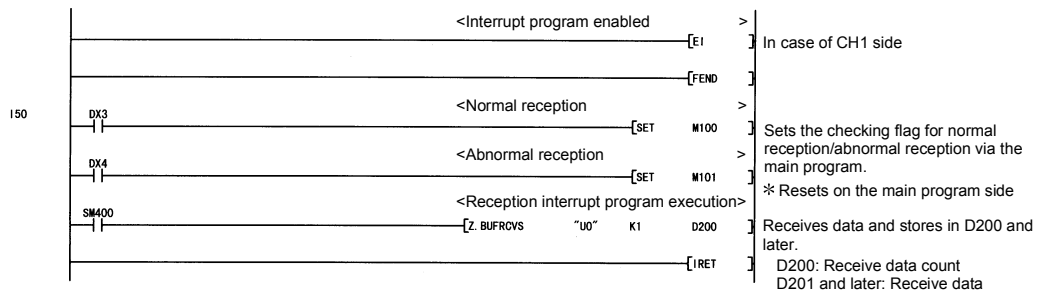 <Interrupt program enabled >
[EI ] In case of CH1 side
[FEND ]
<Normal reception >
I50 DX3 [SET M100 ] Sets the checking flag for normal
reception/abnormal reception via the
main program.
<Abnormal reception >
DX4 [SET M101 ]
* Resets on the main program side
<Reception interrupt program execution>
SM400 [Z.BUFRCVS "U0" K1 D200 ] Receives data and stores in D200 and
later.
[IRET ]
D200: Receive data count
D201 and later: Receive data